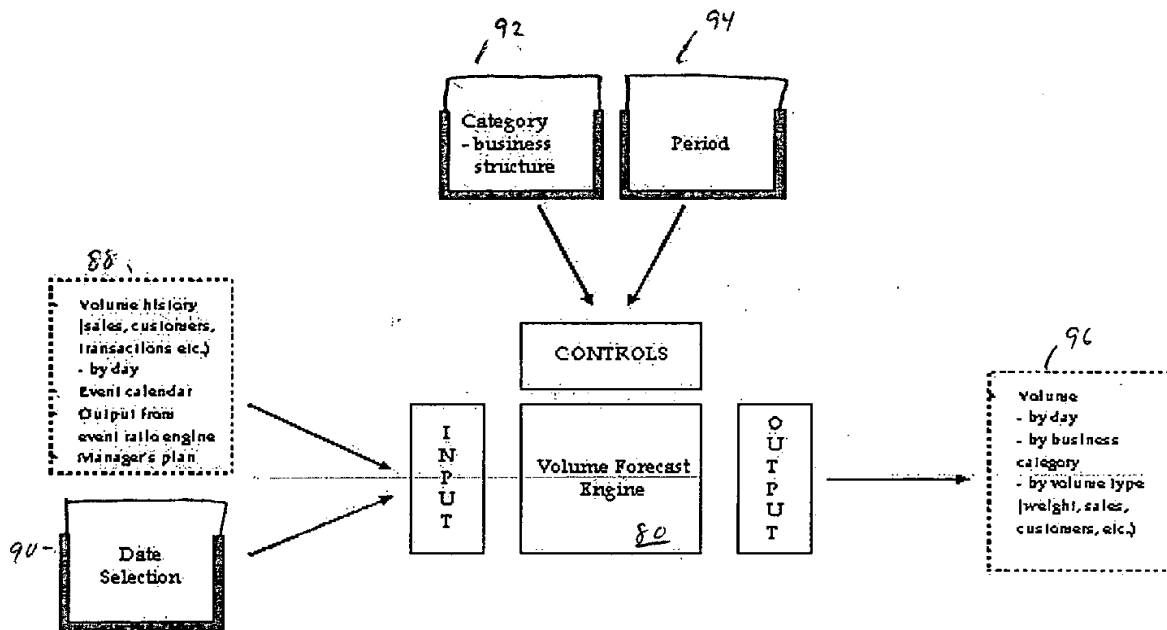 92
94
Category
- business
structure
Period
88
Volume history
(sales, customers,
transactions etc.)
- by day
Event calendar
Output from
event ratio engine
Manager's plan
CONTROLS
96
INPUT
Volume Forecast
Engine
80
OUTPUT
Volume
- by day
- by business
category
- by volume type
(weight, sales,
customers, etc.)
90
Date
Selection